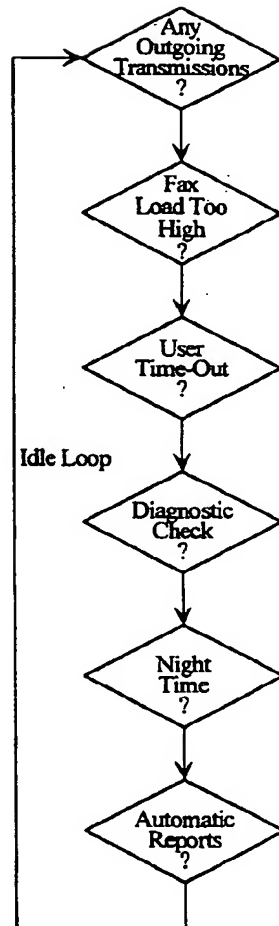 Any
Outgoing
Transmissions
?
Fax
Load Too
High
?
User
Time-Out
?
Idle Loop
Diagnostic
Check
?
Night
Time
?
Automatic
Reports
?